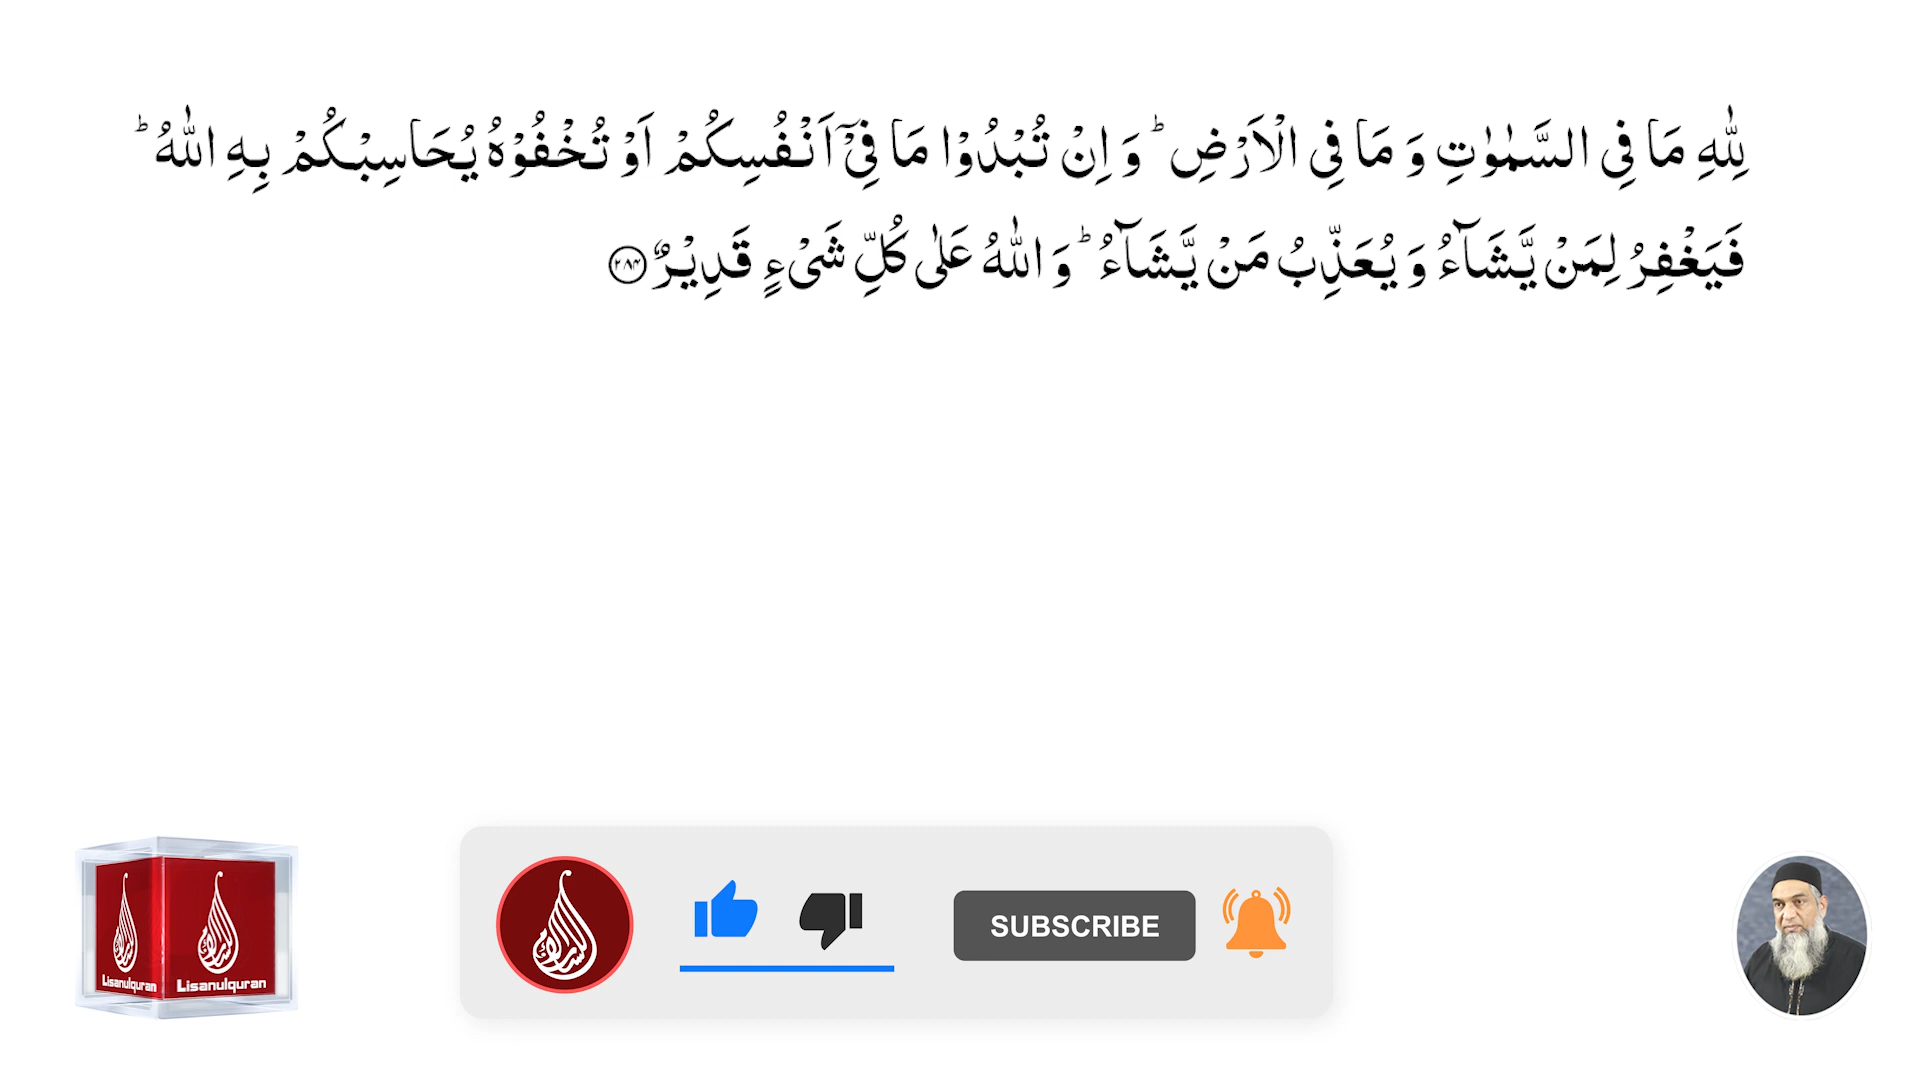 لِلّٰهِ مَا فِی السَّمٰوٰتِ وَ مَا فِی الْاَرْضِ ؕ وَ اِنْ تُبْدُوْا مَا فِیْۤ اَنْفُسِكُمْ اَوْ تُخْفُوْهُ یُحَاسِبْكُمْ بِهِ اللّٰهُ ؕ
فَیَغْفِرُ لِمَنْ یَّشَآءُ وَ یُعَذِّبُ مَنْ یَّشَآءُ ؕ وَ اللّٰهُ عَلٰی كُلِّ شَیْءٍ قَدِیْرٌ ﴿۲۸۴﴾
SUBSCRIBE
Lisanulquran
Lisanulquran